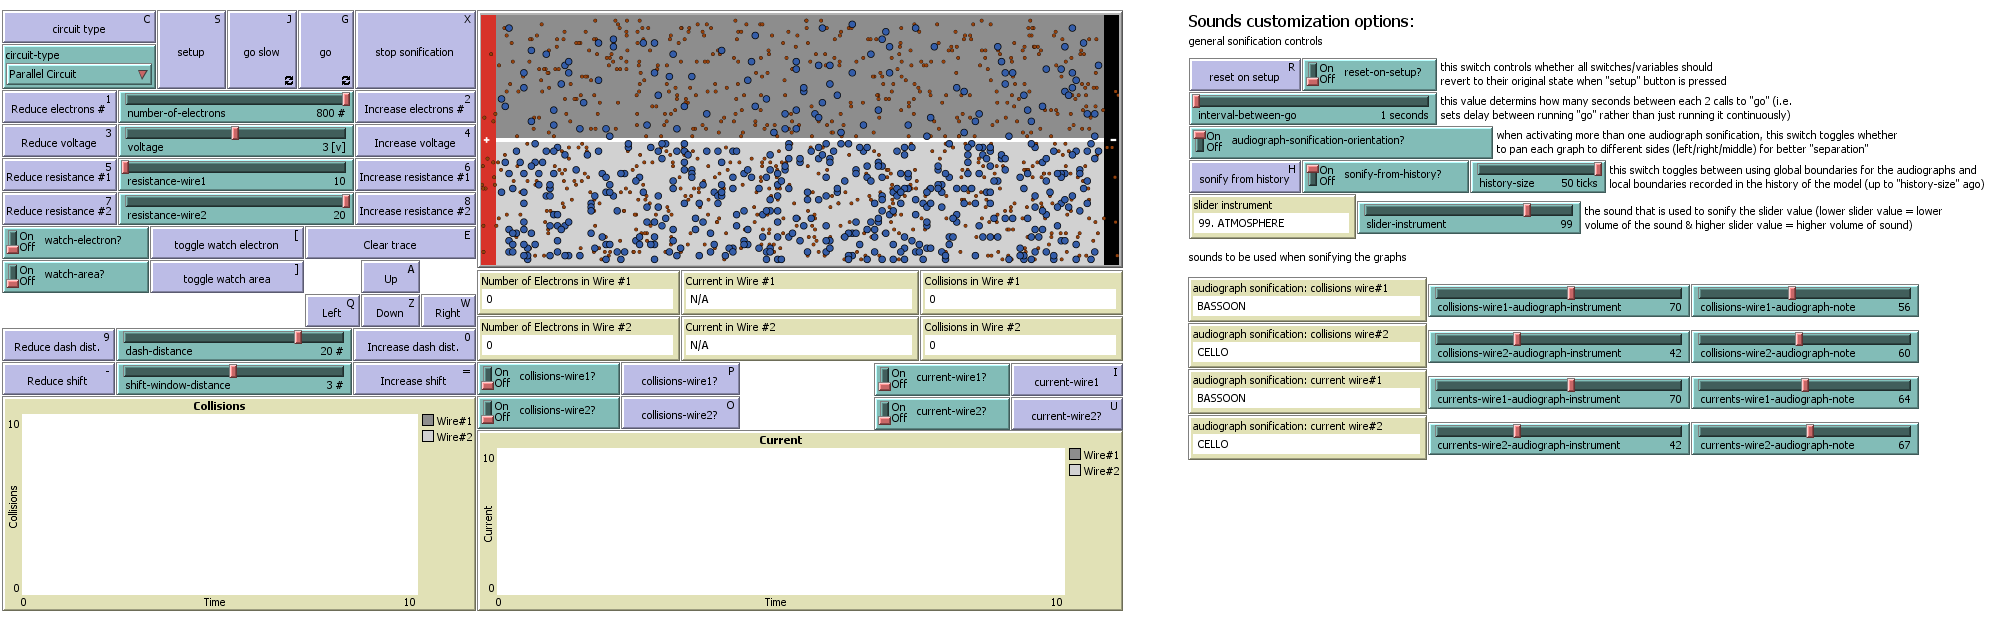 circuit type C
setup S
go slow J
go G
stop sonification X
circuit-type
Parallel Circuit
Reduce electrons # 1
number-of-electrons 800 #
Increase electrons # 2
Reduce voltage 3
voltage 3 [v]
Increase voltage 4
Reduce resistance #1 5
resistance-wire1 10
Increase resistance #1 6
Reduce resistance #2 7
resistance-wire2 20
Increase resistance #2 8
On
Off
watch-electron?
toggle watch electron [
Clear trace E
On
Off
watch-area?
toggle watch area ]
Up A
Left Q
Down Z
Right W
Reduce dash dist. 9
dash-distance 20 #
Increase dash dist. 0
Reduce shift -
shift-window-distance 3 #
Increase shift =
Collisions
10
Collisions
0
0 Time 10
Wire#1
Wire#2
+ -
Number of Electrons in Wire #1
0
Current in Wire #1
N/A
Collisions in Wire #1
0
Number of Electrons in Wire #2
0
Current in Wire #2
N/A
Collisions in Wire #2
0
On
Off
collisions-wire1?
collisions-wire1? P
On
Off
current-wire1?
current-wire1 I
On
Off
collisions-wire2?
collisions-wire2? O
On
Off
current-wire2?
current-wire2? U
Current
10
Current
0
0 Time 10
Wire#1
Wire#2
Sounds customization options:
general sonification controls
reset on setup R
On
Off
reset-on-setup?
this switch controls whether all switches/variables should
revert to their original state when "setup" button is pressed
interval-between-go 1 seconds
this value determins how many seconds between each 2 calls to "go" (i.e.
sets delay between running "go" rather than just running it continuously)
On
Off
audiograph-sonification-orientation?
when activating more than one audiograph sonification, this switch toggles whether
to pan each graph to different sides (left/right/middle) for better "separation"
sonify from history H
On
Off
sonify-from-history?
history-size 50 ticks
this switch toggles between using global boundaries for the audiographs and
local boundaries recorded in the history of the model (up to "history-size" ago)
slider instrument
99. ATMOSPHERE
slider-instrument 99
the sound that is used to sonify the slider value (lower slider value = lower
volume of the sound & higher slider value = higher volume of sound)
sounds to be used when sonifying the graphs
audiograph sonification: collisions wire#1
BASSOON
collisions-wire1-audiograph-instrument 70
collisions-wire1-audiograph-note 56
audiograph sonification: collisions wire#2
CELLO
collisions-wire2-audiograph-instrument 42
collisions-wire2-audiograph-note 60
audiograph sonification: current wire#1
BASSOON
currents-wire1-audiograph-instrument 70
currents-wire1-audiograph-note 64
audiograph sonification: current wire#2
CELLO
currents-wire2-audiograph-instrument 42
currents-wire2-audiograph-note 67